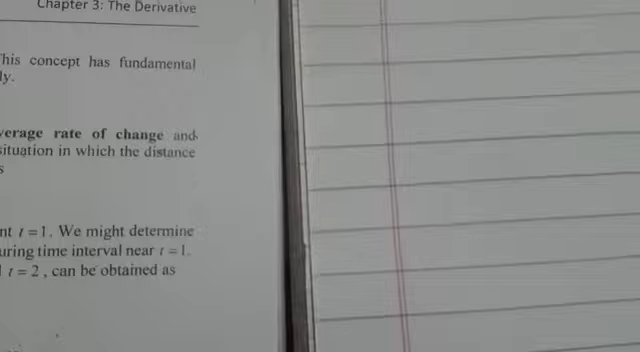 Chapter 3: The Derivative
This concept has fundamental
ly.
verage rate of change and
situation in which the distance
s
nt t = 1. We might determine
uring time interval near t = 1.
t = 2 , can be obtained as